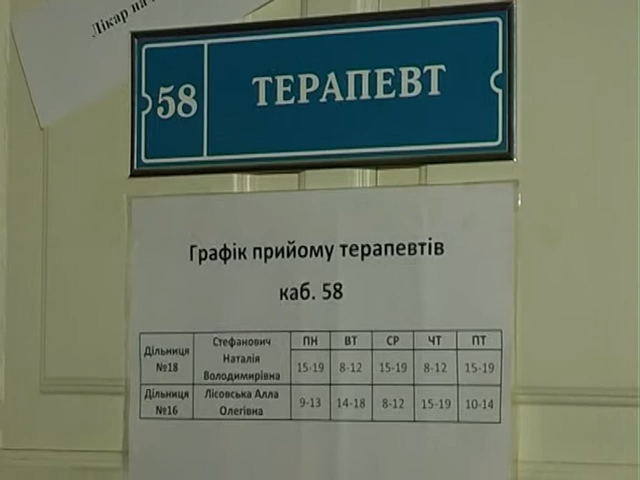 Лікар на
58 ТЕРАПЕВТ
Графік прийому терапевтів
каб. 58
Дільниця №18 Стефанович Наталія Володимирівна ПН ВТ СР ЧТ ПТ
15-19 8-12 15-19 8-12 15-19
Дільниця №16 Лісовська Алла Олегівна 9-13 14-18 8-12 15-19 10-14